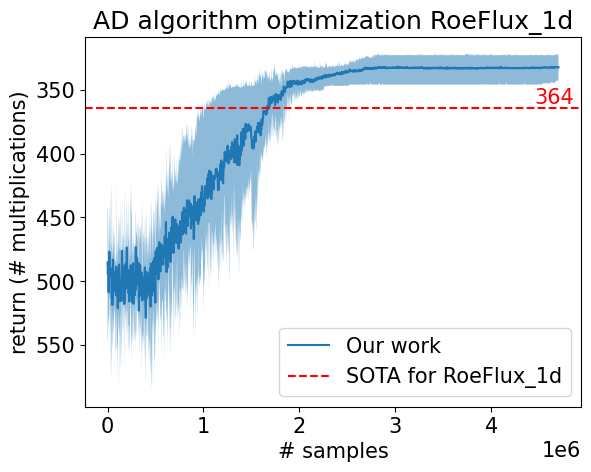 AD algorithm optimization RoeFlux_1d
return (# multiplications)
350
400
450
500
550
364
Our work
SOTA for RoeFlux_1d
0
1
2
3
4
# samples
1e6